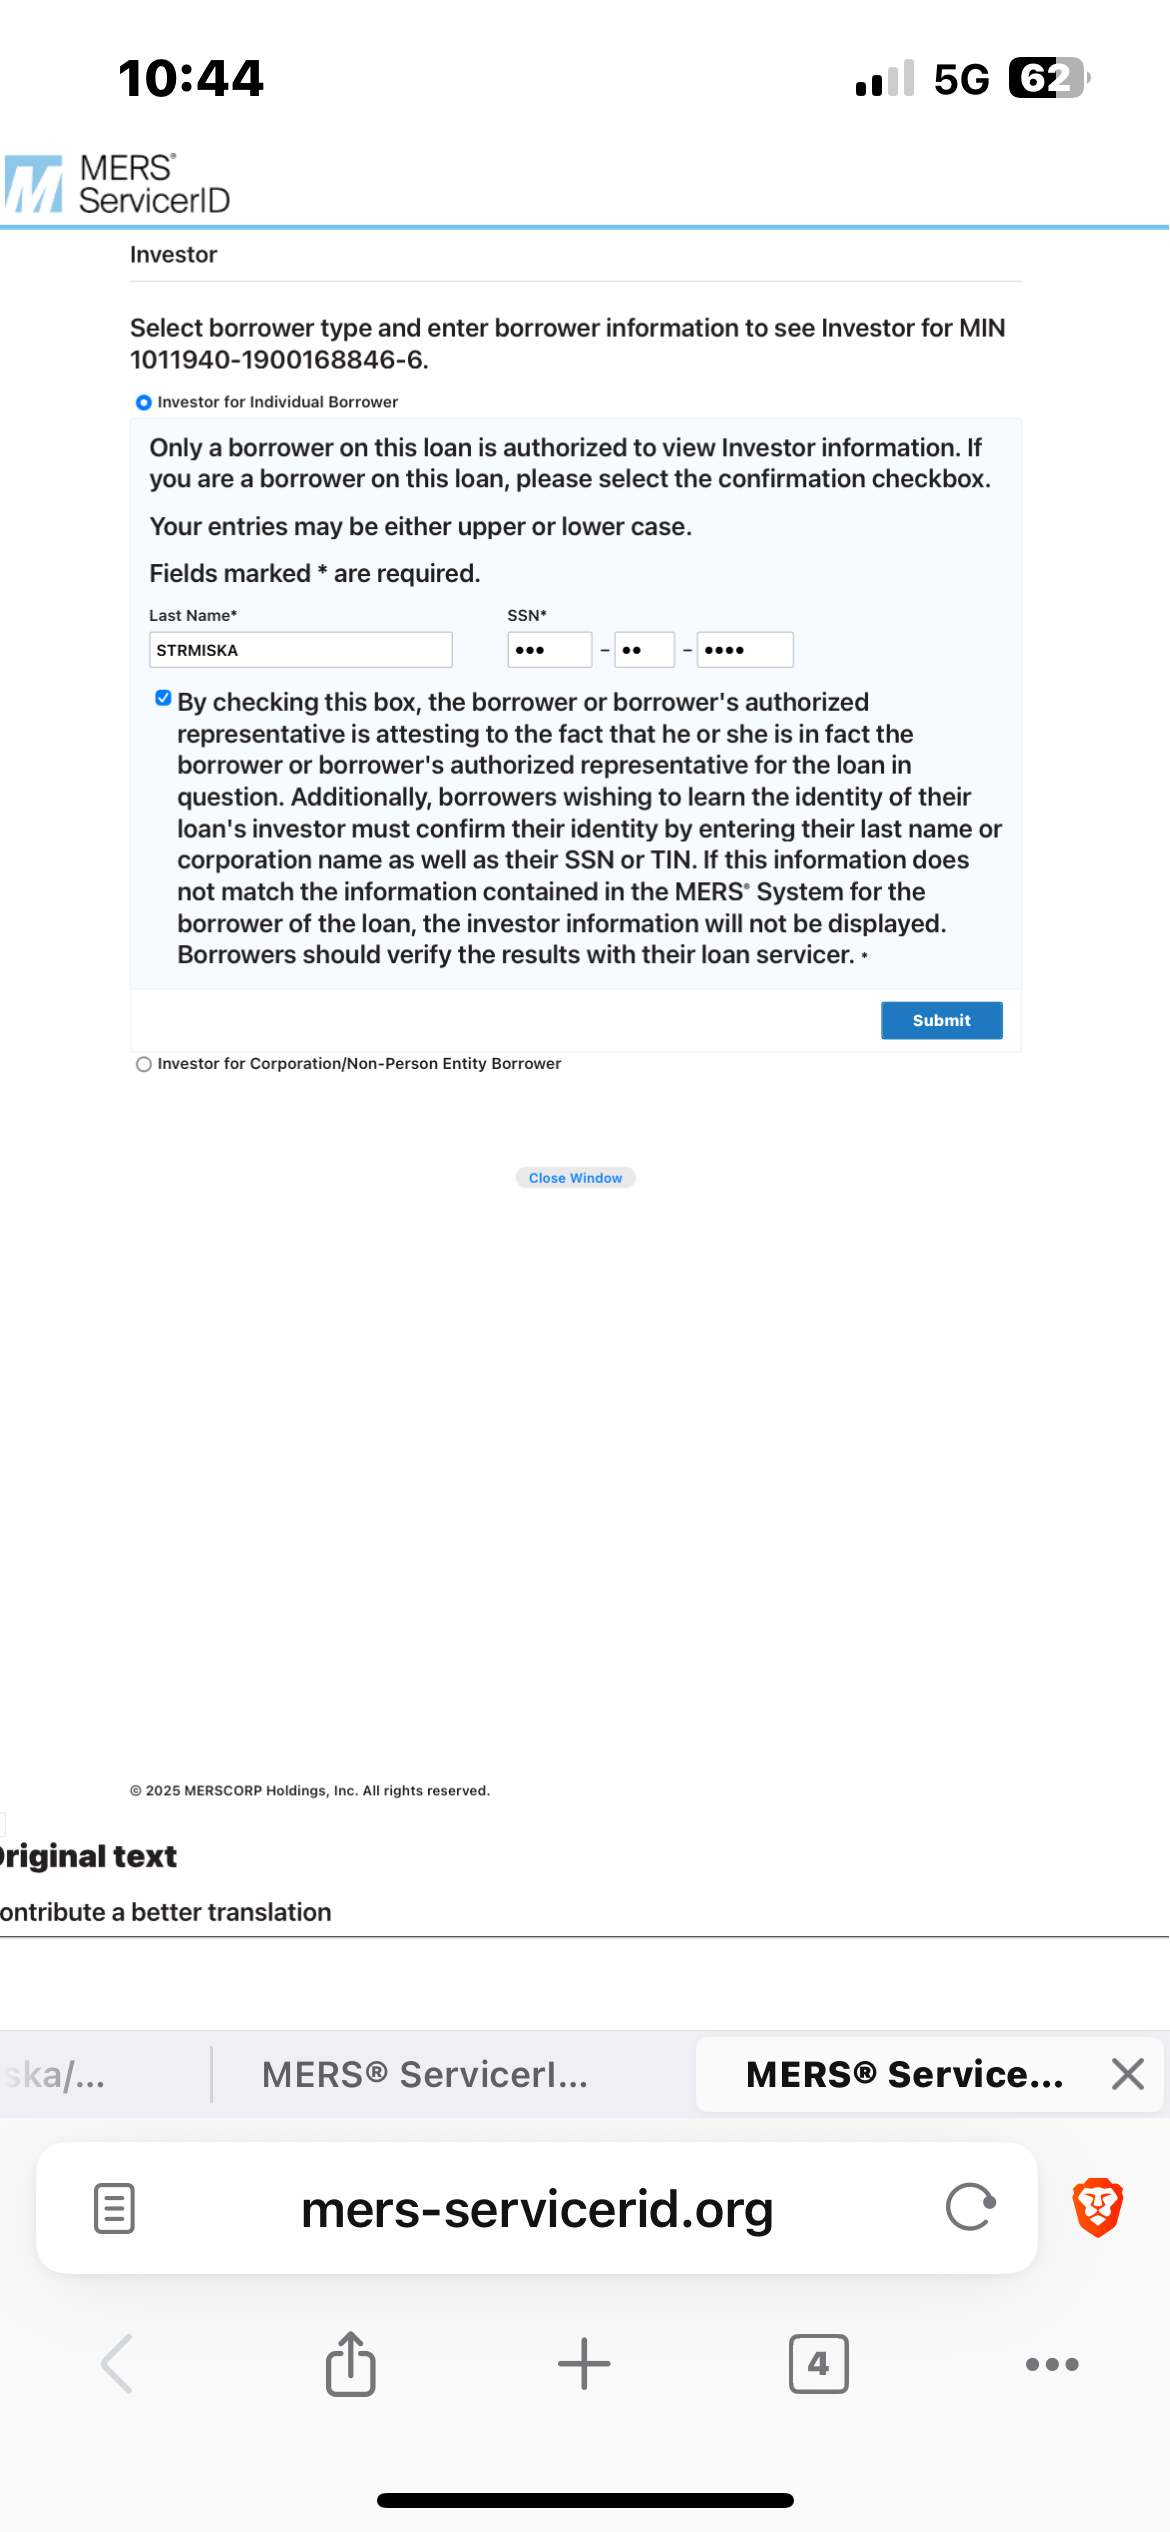 10:44
5G 62
MERS®
ServicerID
Investor
Select borrower type and enter borrower information to see Investor for MIN
1011940-1900168846-6.
Investor for Individual Borrower
Only a borrower on this loan is authorized to view Investor information. If
you are a borrower on this loan, please select the confirmation checkbox.
Your entries may be either upper or lower case.
Fields marked * are required.
Last Name*
SSN*
STRMISKA
••• – •• – ••••
By checking this box, the borrower or borrower's authorized
representative is attesting to the fact that he or she is in fact the
borrower or borrower's authorized representative for the loan in
question. Additionally, borrowers wishing to learn the identity of their
loan's investor must confirm their identity by entering their last name or
corporation name as well as their SSN or TIN. If this information does
not match the information contained in the MERS® System for the
borrower of the loan, the investor information will not be displayed.
Borrowers should verify the results with their loan servicer. *
Submit
Investor for Corporation/Non-Person Entity Borrower
Close Window
© 2025 MERSCORP Holdings, Inc. All rights reserved.
Original text
ontribute a better translation
ska/...
MERS® ServicerI...
MERS® Service...
mers-servicerid.org
4